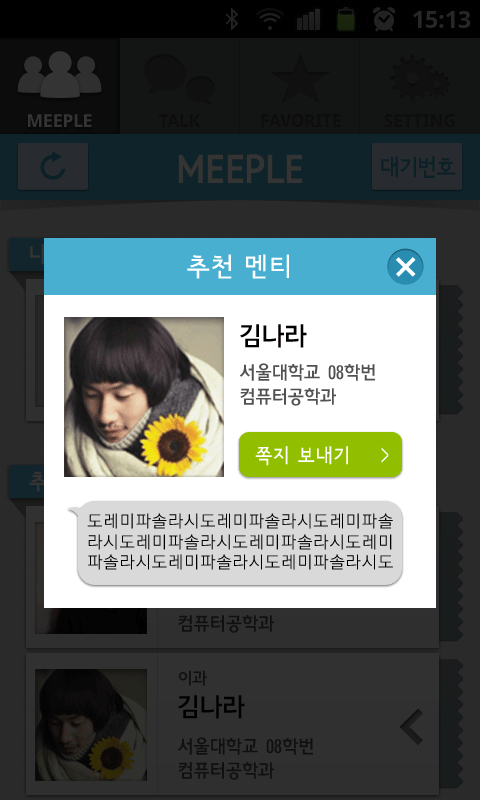 15:13
MEEPLE
TALK
FAVORITE
SETTING
MEEPLE
대기번호
추천 멘티
김나라
서울대학교 08학번
컴퓨터공학과
쪽지 보내기
도레미파솔라시도레미파솔라시도레미파솔
라시도레미파솔라시도레미파솔라시도레미
파솔라시도레미파솔라시도레미파솔라시도
컴퓨터공학과
이과
김나라
서울대학교 08학번
컴퓨터공학과